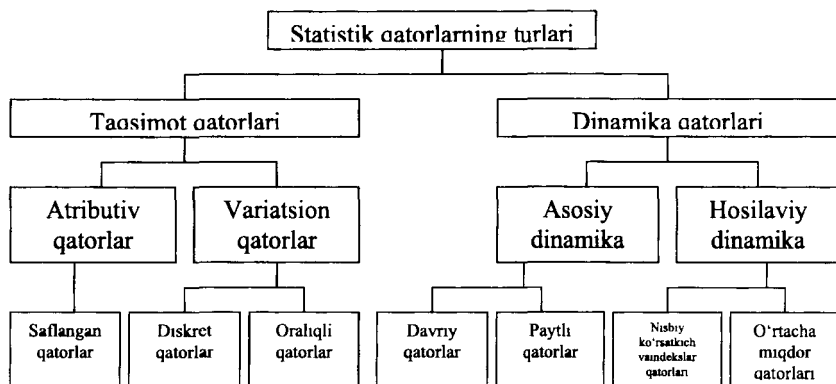 Statistik qatorlarning turlari
Taqsimot qatorlari
Dinamika qatorlari
Atributiv
qatorlar
Variatsion
qatorlar
Asosiy
dinamika
Hosilaviy
dinamika
Saflangan
qatorlar
Diskret
qatorlar
Oraliqli
qatorlar
Davriy
qatorlar
Paytli
qatorlar
Nisbiy
ko‘rsatkich
vaindekslar
qatorlari
O‘rtacha
miqdor
qatorlari